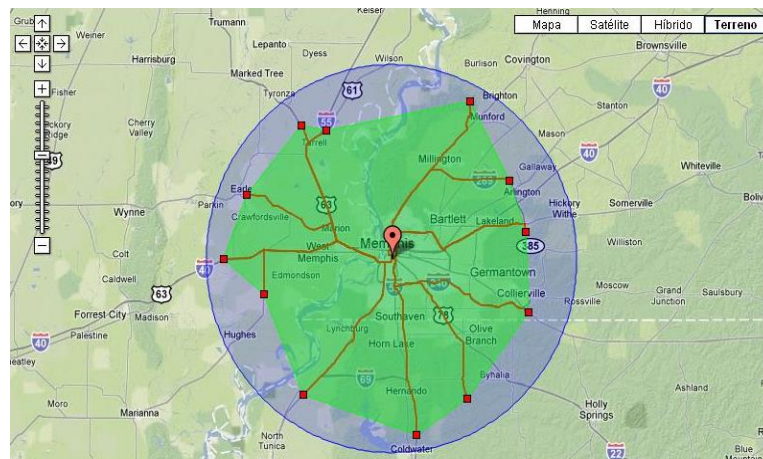 Keiser
Henning
Trumann
Mapa
Satélite
Híbrido
Terreno
Weiner
Lepanto
Dyess
Wilson
Burlison
Covington
Brownsville
Harrisburg
Marked Tree
61
40
Fisher
Tyronza
55
Brighton
Stanton
Munford
Cherry
Valley
Turrell
Mason
40
Millington
Gallaway
Whiteville
Earle
Arlington
Parkin
Hickory
Withe
Somerville
Wynne
Crawfordsville
63
Bartlett
Lakeland
Marion
Memphis
385
Williston
Colt
West
Memphis
40
Germantown
Caldwell
Edmondson
Collierville
Moscow
Grand
Junction
Saulsbury
63
Rossville
Forrest City
Madison
78
Southaven
Palestine
Hughes
Lynchburg
Olive
Branch
40
Horn Lake
Byhalia
69
Ashland
Hernando
Moro
Marianna
Holly
Springs
North
Tunica
Coldwater
22